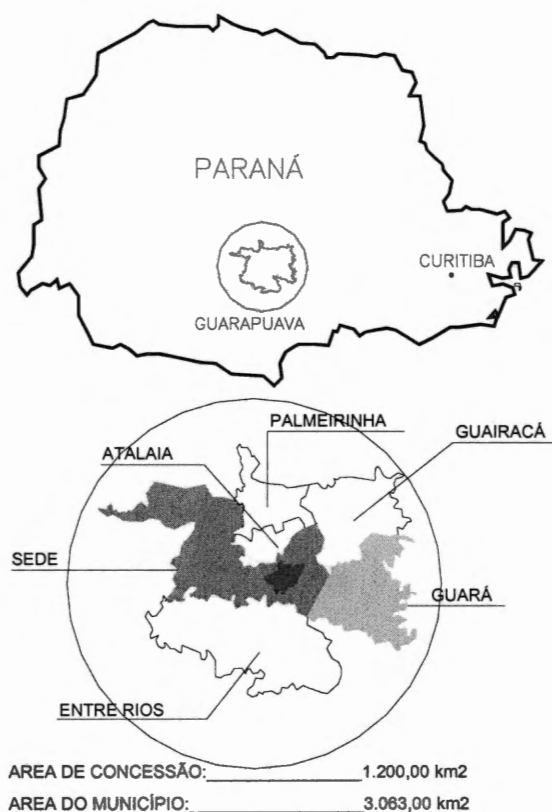 PARANÁ
CURITIBA
GUARAPUAVA
PALMEIRINHA
GUAIRACÁ
ATALAIA
SEDE
GUARÁ
ENTRE RIOS
AREA DE CONCESSÃO: 1.200,00 km2
AREA DO MUNICÍPIO: 3.063,00 km2